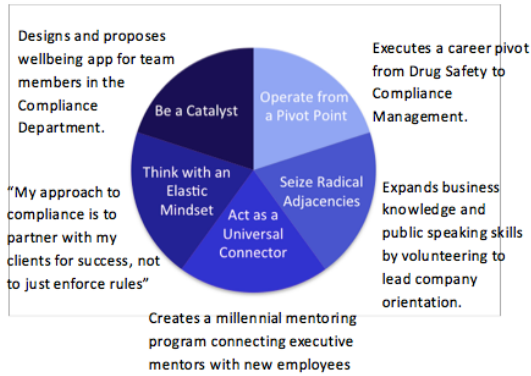 Designs and proposes
wellbeing app for team
members in the
Compliance
Department.
Executes a career pivot
from Drug Safety to
Compliance
Management.
Be a Catalyst
Operate from
a Pivot Point
Think with an
Elastic
Mindset
Seize Radical
Adjacencies
Act as a
Universal
Connector
“My approach to
compliance is to
partner with my
clients for success, not
to just enforce rules”
Expands business
knowledge and
public speaking skills
by volunteering to
lead company
orientation.
Creates a millennial mentoring
program connecting executive
mentors with new employees